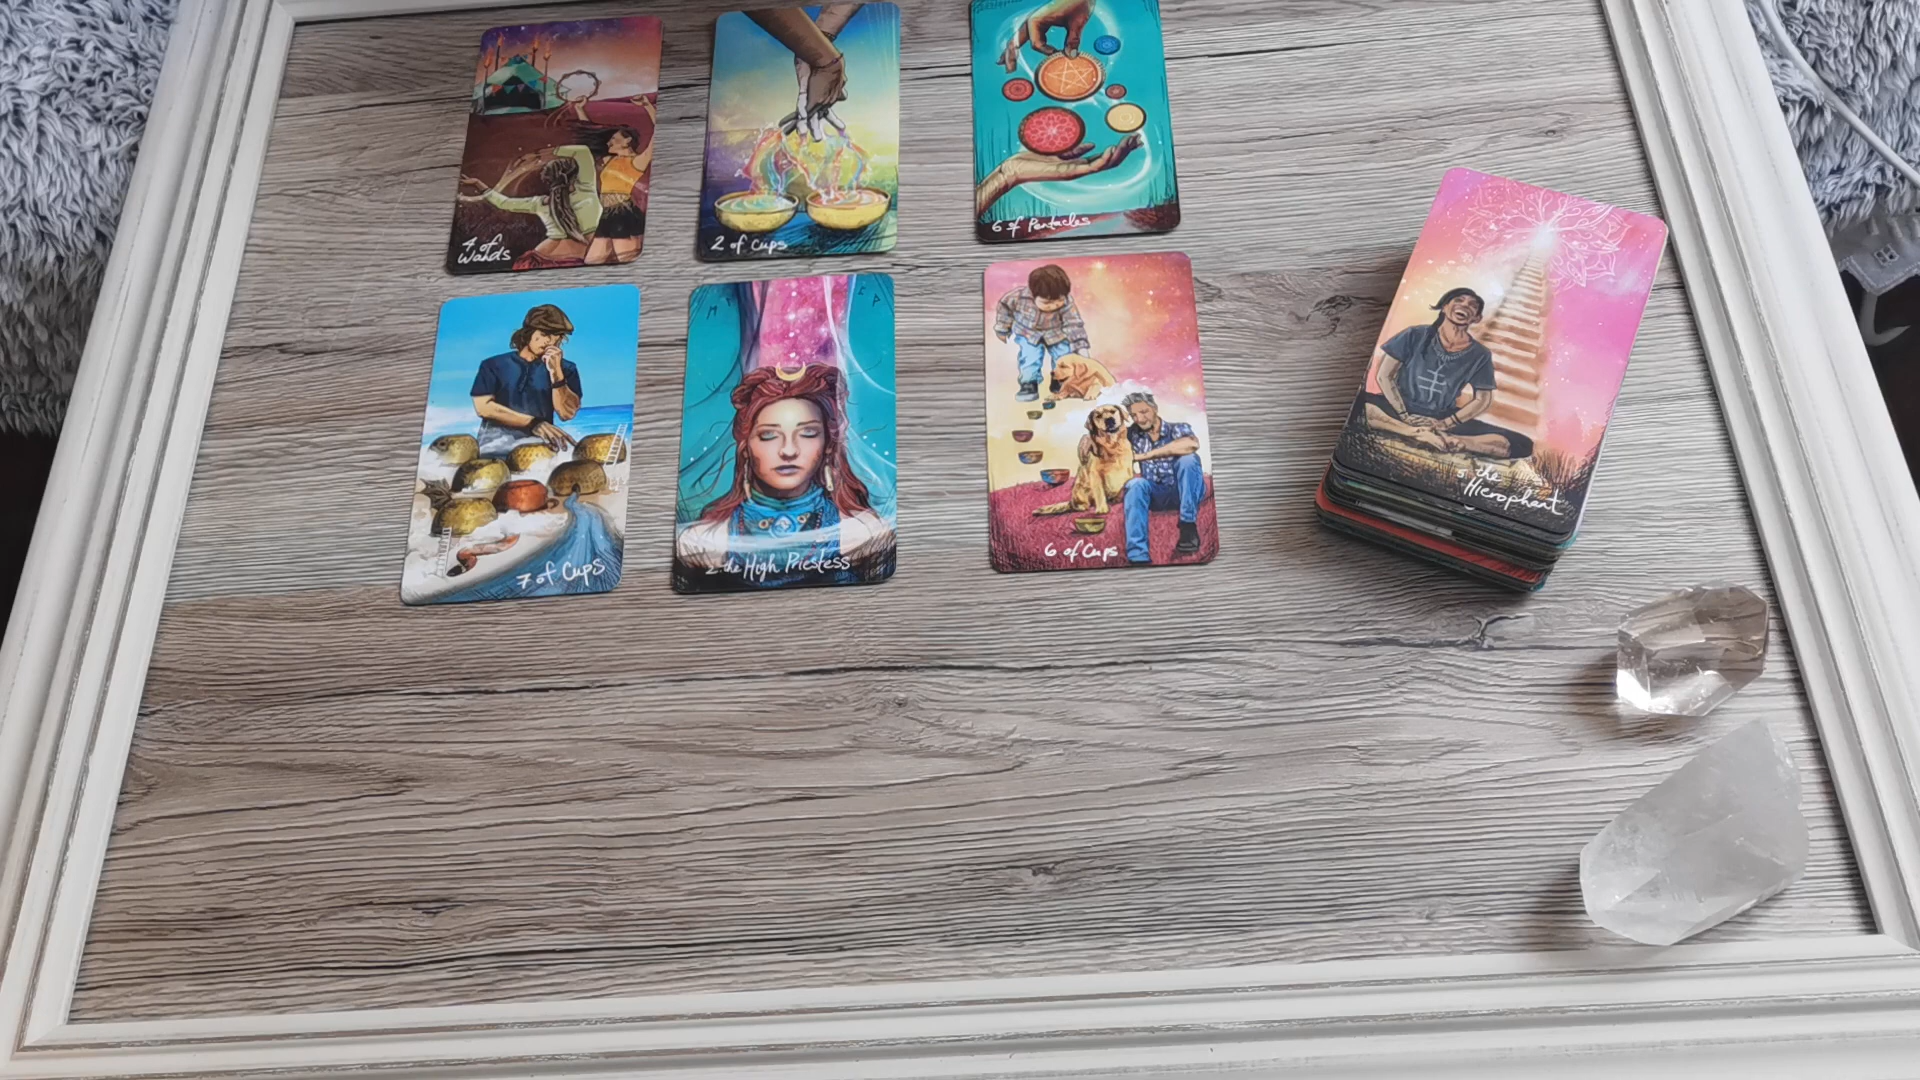 4 of
Wands
2 of Cups
6 of Pentacles
7 of Cups
2 the High Priestess
6 of Cups
5 the
Hierophant